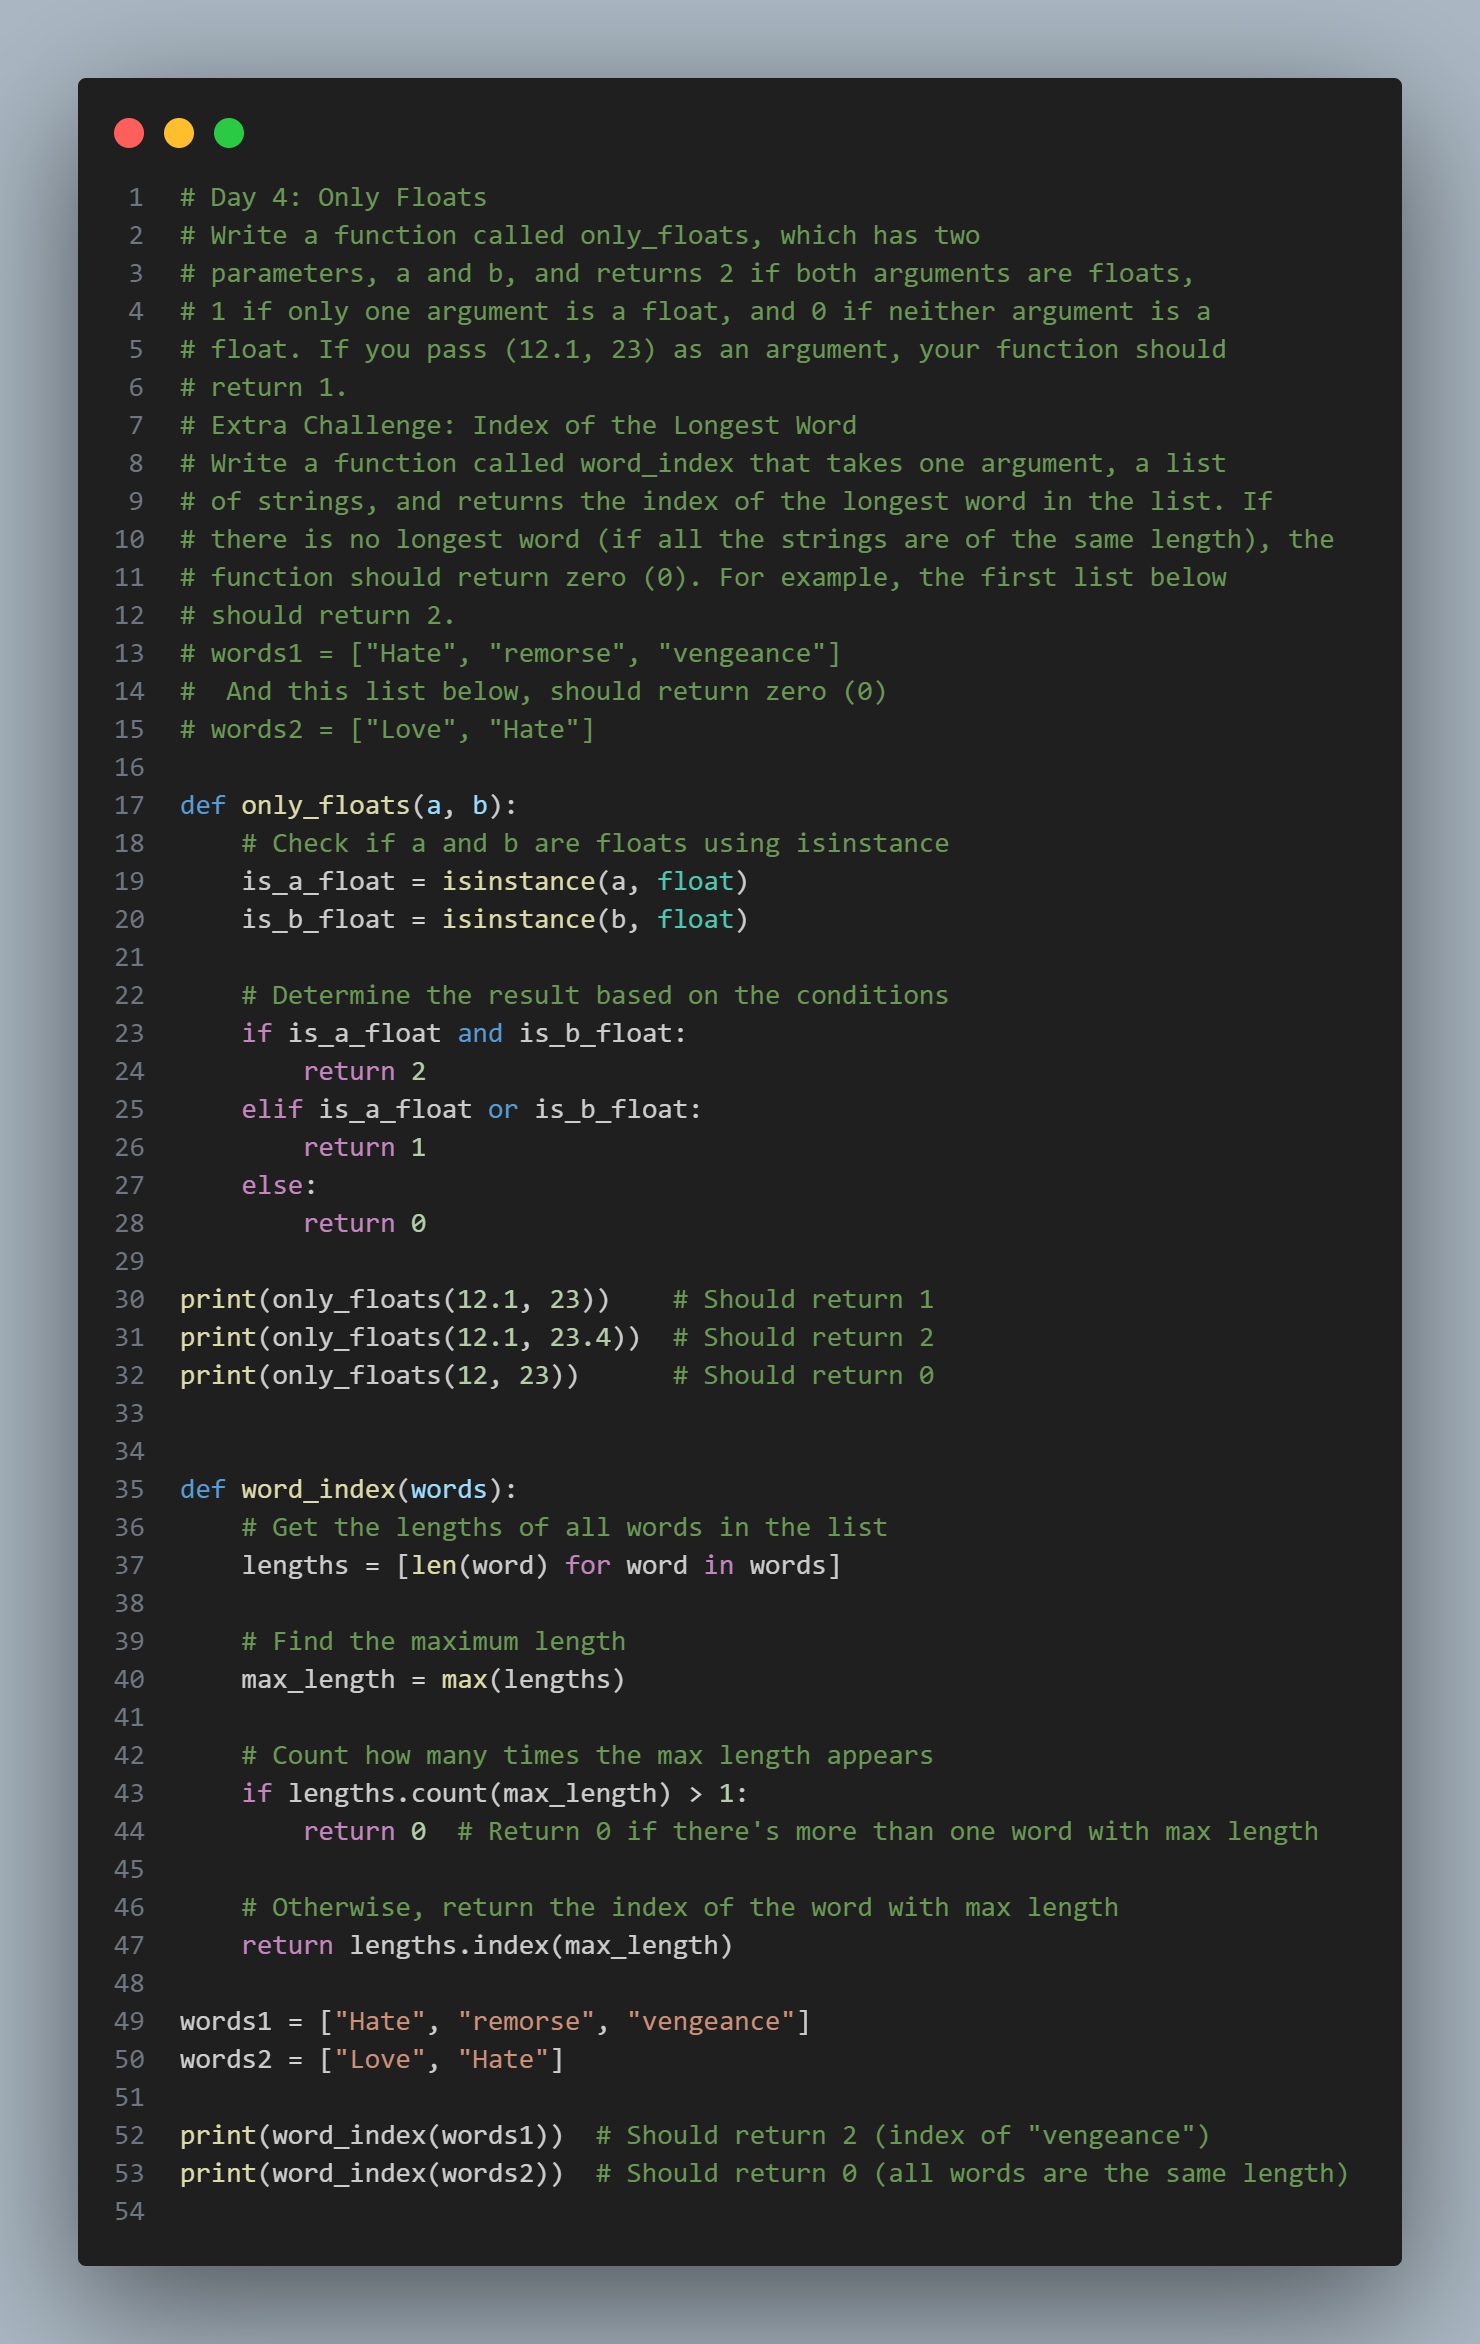 1 # Day 4: Only Floats
2 # Write a function called only_floats, which has two
3 # parameters, a and b, and returns 2 if both arguments are floats,
4 # 1 if only one argument is a float, and 0 if neither argument is a
5 # float. If you pass (12.1, 23) as an argument, your function should
6 # return 1.
7 # Extra Challenge: Index of the Longest Word
8 # Write a function called word_index that takes one argument, a list
9 # of strings, and returns the index of the longest word in the list. If
10 # there is no longest word (if all the strings are of the same length), the
11 # function should return zero (0). For example, the first list below
12 # should return 2.
13 # words1 = ["Hate", "remorse", "vengeance"]
14 #  And this list below, should return zero (0)
15 # words2 = ["Love", "Hate"]
16
17 def only_floats(a, b):
18     # Check if a and b are floats using isinstance
19     is_a_float = isinstance(a, float)
20     is_b_float = isinstance(b, float)
21
22     # Determine the result based on the conditions
23     if is_a_float and is_b_float:
24         return 2
25     elif is_a_float or is_b_float:
26         return 1
27     else:
28         return 0
29
30 print(only_floats(12.1, 23))    # Should return 1
31 print(only_floats(12.1, 23.4))  # Should return 2
32 print(only_floats(12, 23))      # Should return 0
33
34
35 def word_index(words):
36     # Get the lengths of all words in the list
37     lengths = [len(word) for word in words]
38
39     # Find the maximum length
40     max_length = max(lengths)
41
42     # Count how many times the max length appears
43     if lengths.count(max_length) > 1:
44         return 0  # Return 0 if there's more than one word with max length
45
46     # Otherwise, return the index of the word with max length
47     return lengths.index(max_length)
48
49 words1 = ["Hate", "remorse", "vengeance"]
50 words2 = ["Love", "Hate"]
51
52 print(word_index(words1))  # Should return 2 (index of "vengeance")
53 print(word_index(words2))  # Should return 0 (all words are the same length)
54